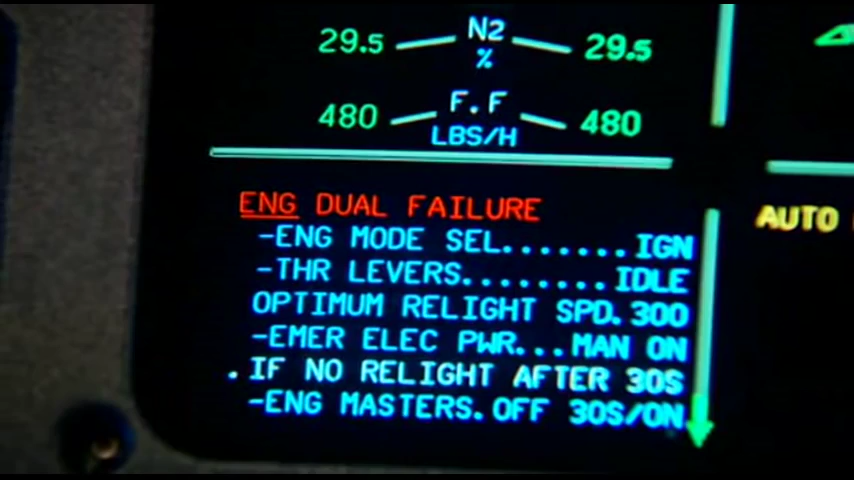 29.5 N2 29.5
%
480 F.F 480
LBS/H
ENG DUAL FAILURE
-ENG MODE SEL.......IGN
-THR LEVERS........IDLE
OPTIMUM RELIGHT SPD.300
-EMER ELEC PWR...MAN ON
.IF NO RELIGHT AFTER 30S
-ENG MASTERS.OFF 30S/ON
AUTO